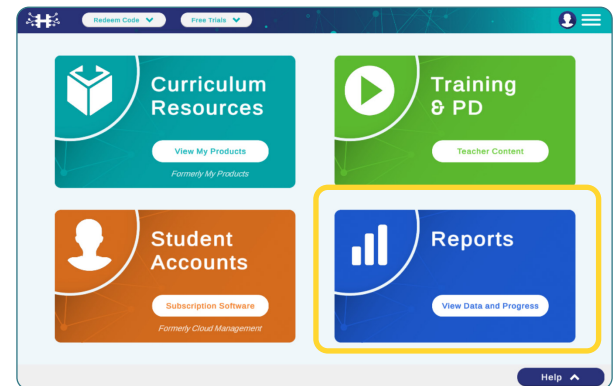 Redeem Code
Free Trials
Curriculum
Resources
View My Products
Formerly My Products
Training
& PD
Teacher Content
Student
Accounts
Subscription Software
Formerly Cloud Management
Reports
View Data and Progress
Help